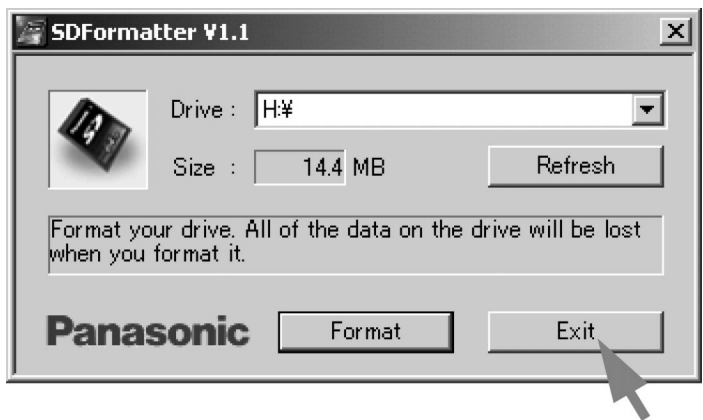 SDFormatter V1.1
Drive : H:¥
Size : 14.4 MB Refresh
Format your drive. All of the data on the drive will be lost
when you format it.
Panasonic Format Exit